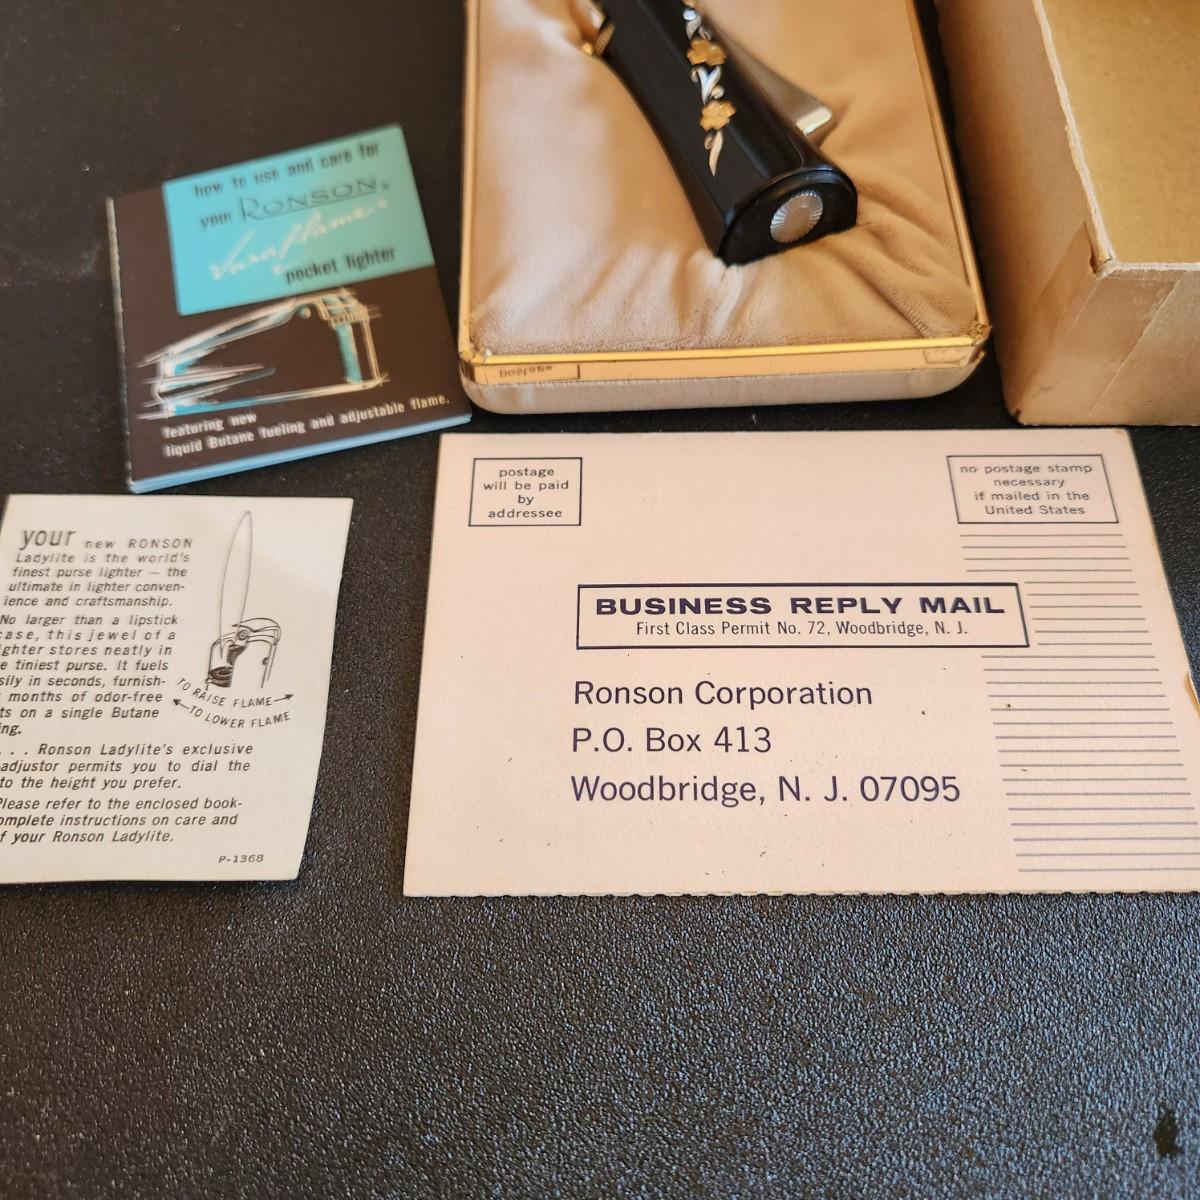 how to use and care for
your RONSON®
Varaflame®
pocket lighter
featuring new
liquid Butane fueling and adjustable flame.
postage
will be paid
by
addressee
no postage stamp
necessary
if mailed in the
United States
BUSINESS REPLY MAIL
First Class Permit No. 72, Woodbridge, N. J.
Ronson Corporation
P.O. Box 413
Woodbridge, N. J. 07095
your new RONSON
Ladylite is the world's
finest purse lighter — the
ultimate in lighter conven-
ience and craftsmanship.
No larger than a lipstick
case, this jewel of a
ighter stores neatly in
e tiniest purse. It fuels
sily in seconds, furnish-
months of odor-free
ts on a single Butane
ing.
TO RAISE FLAME
TO LOWER FLAME
. . . Ronson Ladylite's exclusive
adjustor permits you to dial the
to the height you prefer.
Please refer to the enclosed book-
omplete instructions on care and
f your Ronson Ladylite.
P-1368